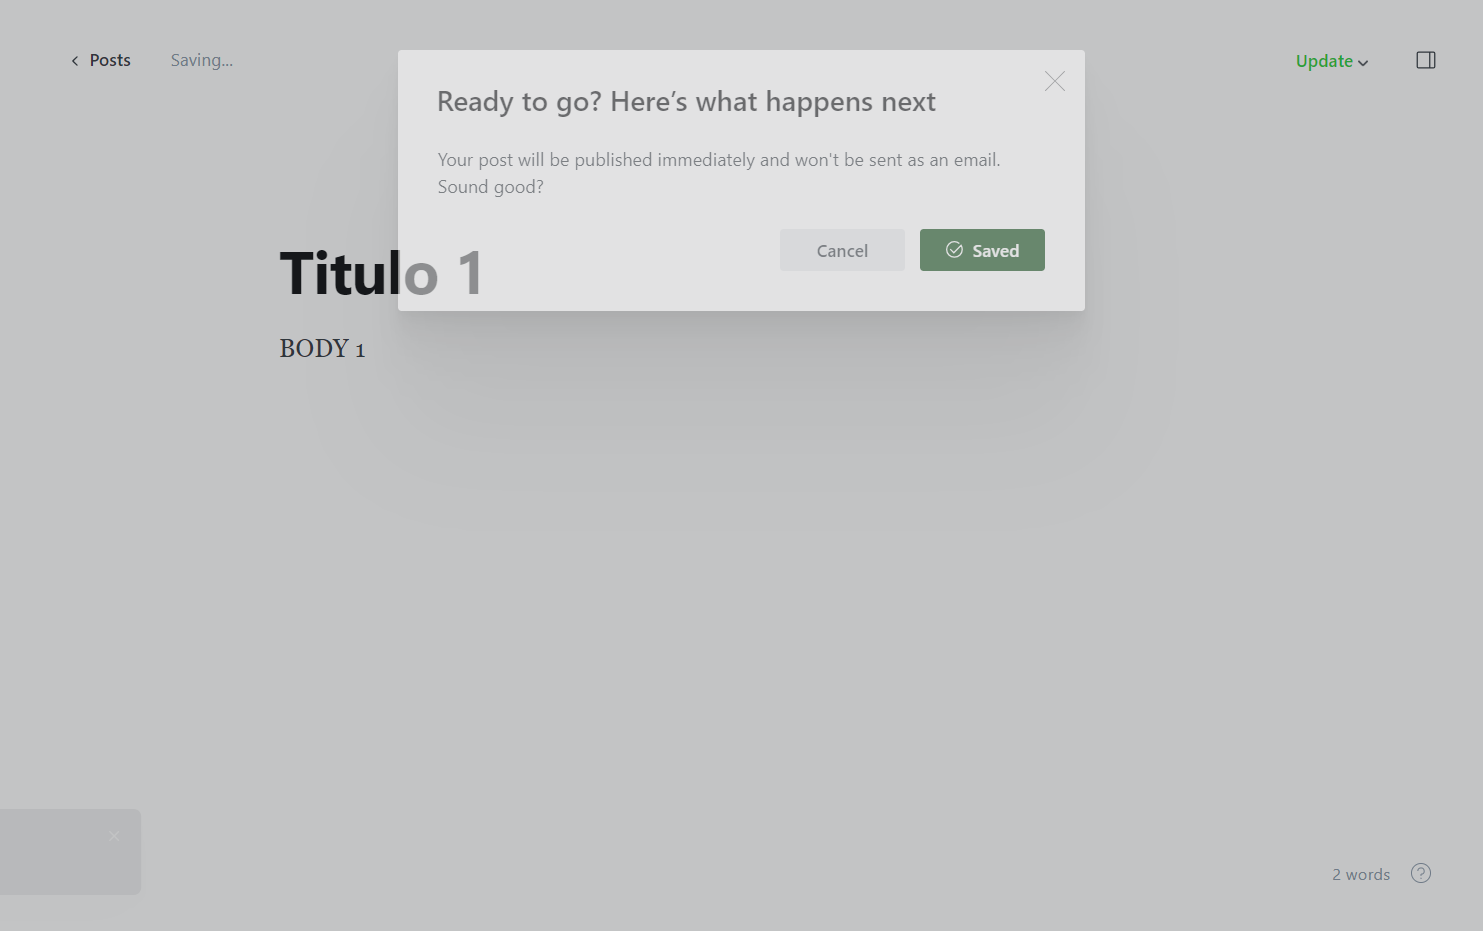 Posts
Saving...
Update
Ready to go? Here's what happens next
Your post will be published immediately and won't be sent as an email.
Sound good?
Cancel
Saved
Titulo 1
BODY 1
2 words
?